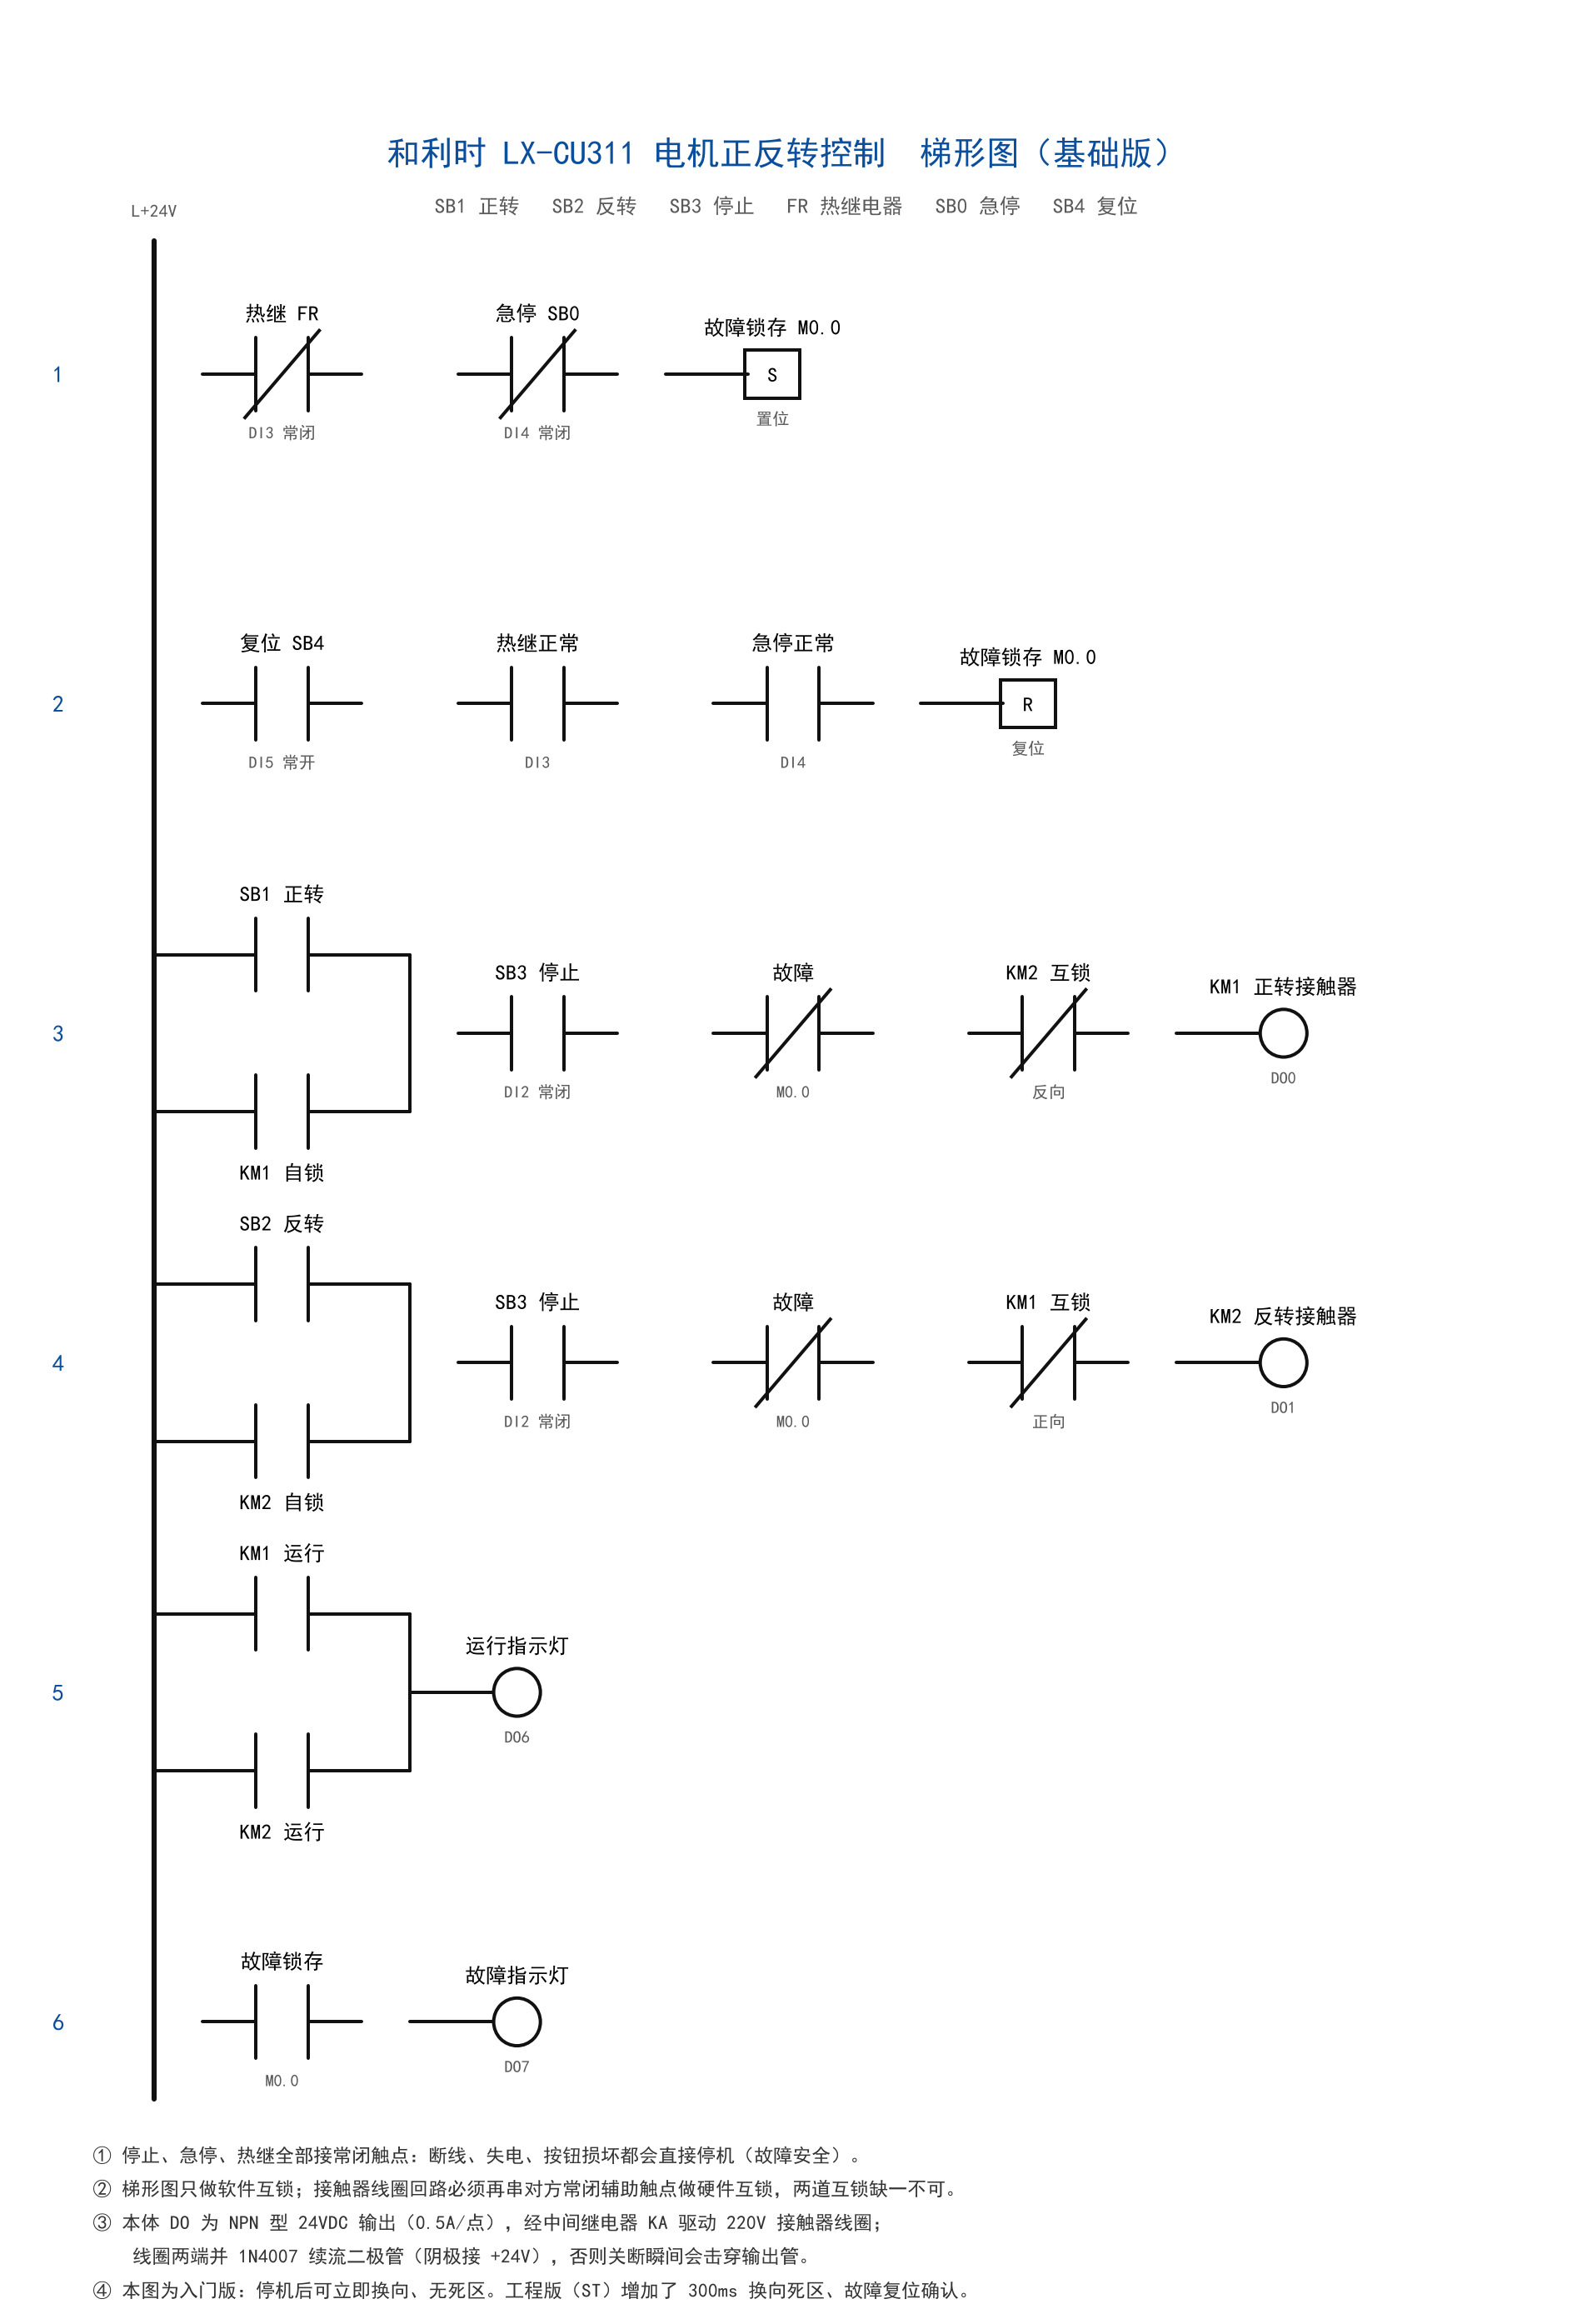 和利时 LX-CU311 电机正反转控制 梯形图（基础版）
L+24V
SB1 正转 SB2 反转 SB3 停止 FR 热继电器 SB0 急停 SB4 复位
热继 FR 急停 SB0 故障锁存 M0.0
1 S
DI3 常闭 DI4 常闭 置位
复位 SB4 热继正常 急停正常 故障锁存 M0.0
2 R
DI5 常开 DI3 DI4 复位
SB1 正转
SB3 停止 故障 KM2 互锁 KM1 正转接触器
3
DI2 常闭 M0.0 反向 DO0
KM1 自锁
SB2 反转
SB3 停止 故障 KM1 互锁 KM2 反转接触器
4
DI2 常闭 M0.0 正向 DO1
KM2 自锁
KM1 运行
运行指示灯
5
DO6
KM2 运行
故障锁存 故障指示灯
6
M0.0 DO7
① 停止、急停、热继全部接常闭触点：断线、失电、按钮损坏都会直接停机（故障安全）。
② 梯形图只做软件互锁；接触器线圈回路必须再串对方常闭辅助触点做硬件互锁，两道互锁缺一不可。
③ 本体 DO 为 NPN 型 24VDC 输出（0.5A/点），经中间继电器 KA 驱动 220V 接触器线圈；
线圈两端并 1N4007 续流二极管（阴极接 +24V），否则关断瞬间会击穿输出管。
④ 本图为入门版：停机后可立即换向、无死区。工程版（ST）增加了 300ms 换向死区、故障复位确认。